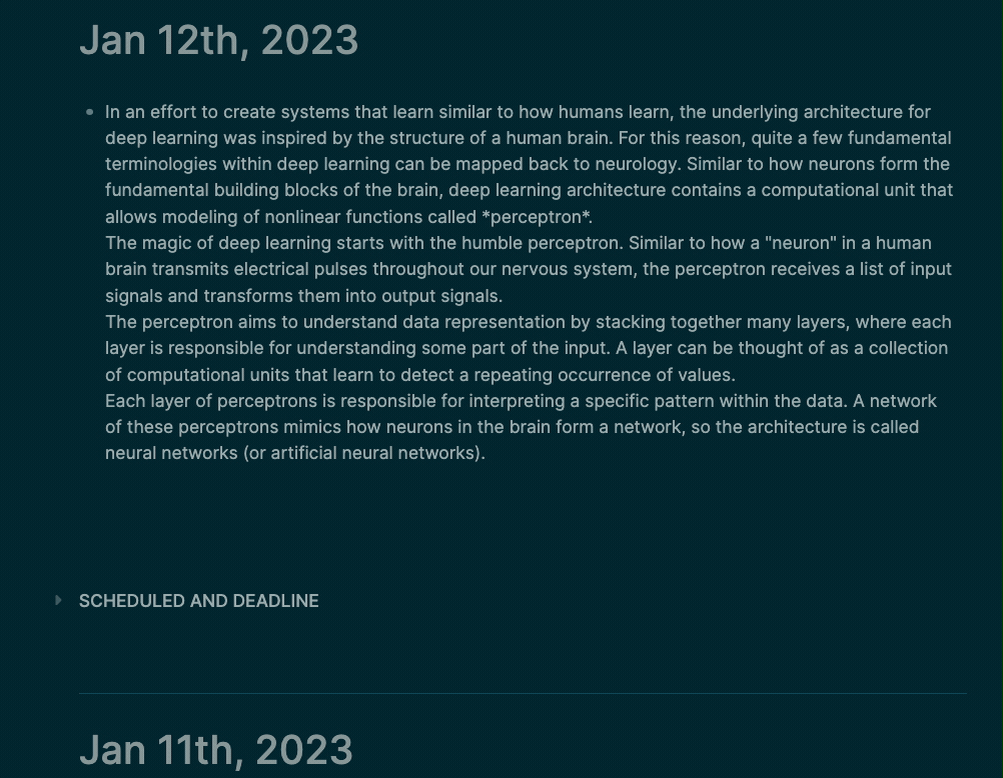 Jan 12th, 2023
In an effort to create systems that learn similar to how humans learn, the underlying architecture for
deep learning was inspired by the structure of a human brain. For this reason, quite a few fundamental
terminologies within deep learning can be mapped back to neurology. Similar to how neurons form the
fundamental building blocks of the brain, deep learning architecture contains a computational unit that
allows modeling of nonlinear functions called *perceptron*.
The magic of deep learning starts with the humble perceptron. Similar to how a "neuron" in a human
brain transmits electrical pulses throughout our nervous system, the perceptron receives a list of input
signals and transforms them into output signals.
The perceptron aims to understand data representation by stacking together many layers, where each
layer is responsible for understanding some part of the input. A layer can be thought of as a collection
of computational units that learn to detect a repeating occurrence of values.
Each layer of perceptrons is responsible for interpreting a specific pattern within the data. A network
of these perceptrons mimics how neurons in the brain form a network, so the architecture is called
neural networks (or artificial neural networks).
SCHEDULED AND DEADLINE
Jan 11th, 2023